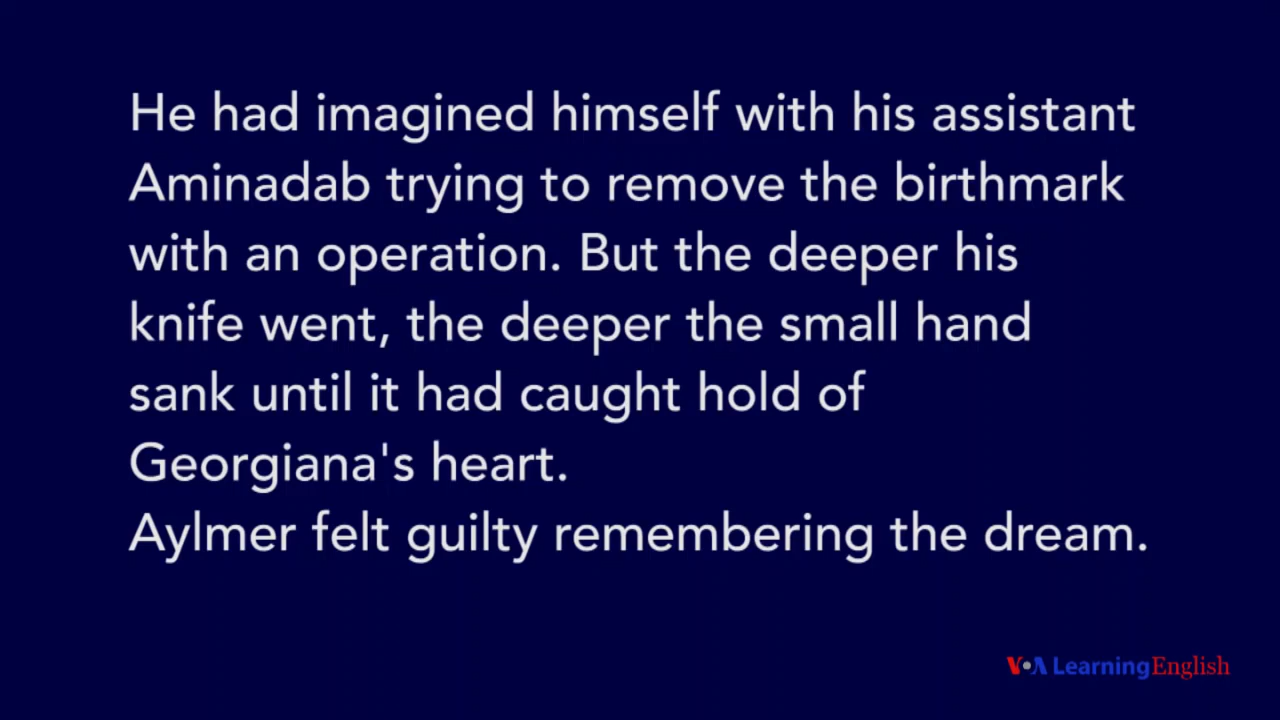 He had imagined himself with his assistant
Aminadab trying to remove the birthmark
with an operation. But the deeper his
knife went, the deeper the small hand
sank until it had caught hold of
Georgiana's heart.
Aylmer felt guilty remembering the dream.
VOA Learning English